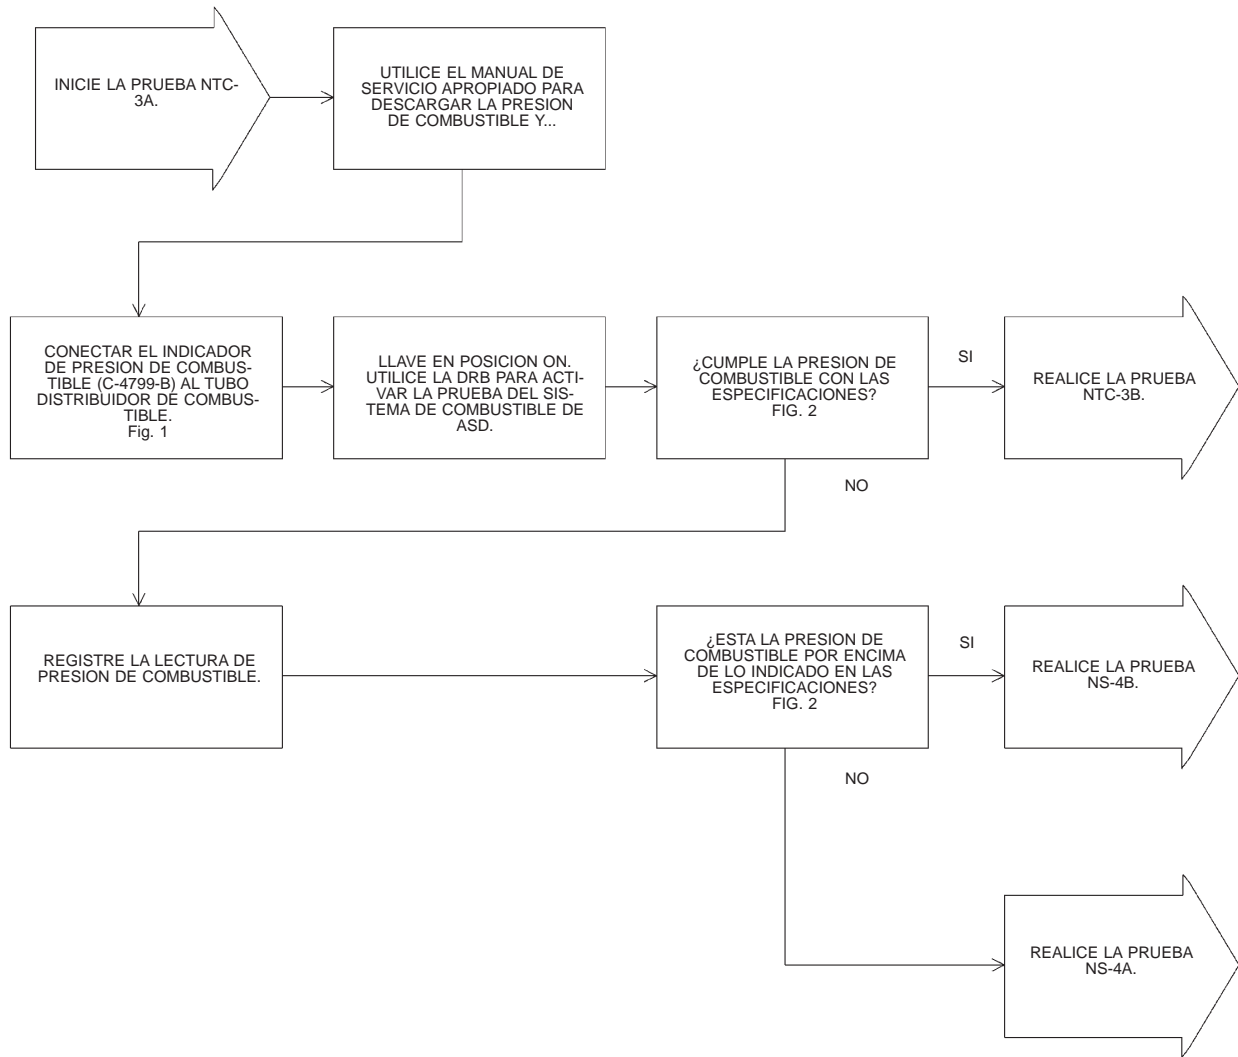 INICIE LA PRUEBA NTC-
3A.
UTILICE EL MANUAL DE
SERVICIO APROPIADO PARA
DESCARGAR LA PRESION
DE COMBUSTIBLE Y...
CONECTAR EL INDICADOR
DE PRESION DE COMBUS-
TIBLE (C-4799-B) AL TUBO
DISTRIBUIDOR DE COMBUS-
TIBLE.
Fig. 1
LLAVE EN POSICION ON.
UTILICE LA DRB PARA ACTI-
VAR LA PRUEBA DEL SIS-
TEMA DE COMBUSTIBLE DE
ASD.
¿CUMPLE LA PRESION DE
COMBUSTIBLE CON LAS
ESPECIFICACIONES?
FIG. 2
SI
REALICE LA PRUEBA
NTC-3B.
NO
REGISTRE LA LECTURA DE
PRESION DE COMBUSTIBLE.
¿ESTA LA PRESION DE
COMBUSTIBLE POR ENCIMA
DE LO INDICADO EN LAS
ESPECIFICACIONES?
FIG. 2
SI
REALICE LA PRUEBA
NS-4B.
NO
REALICE LA PRUEBA
NS-4A.